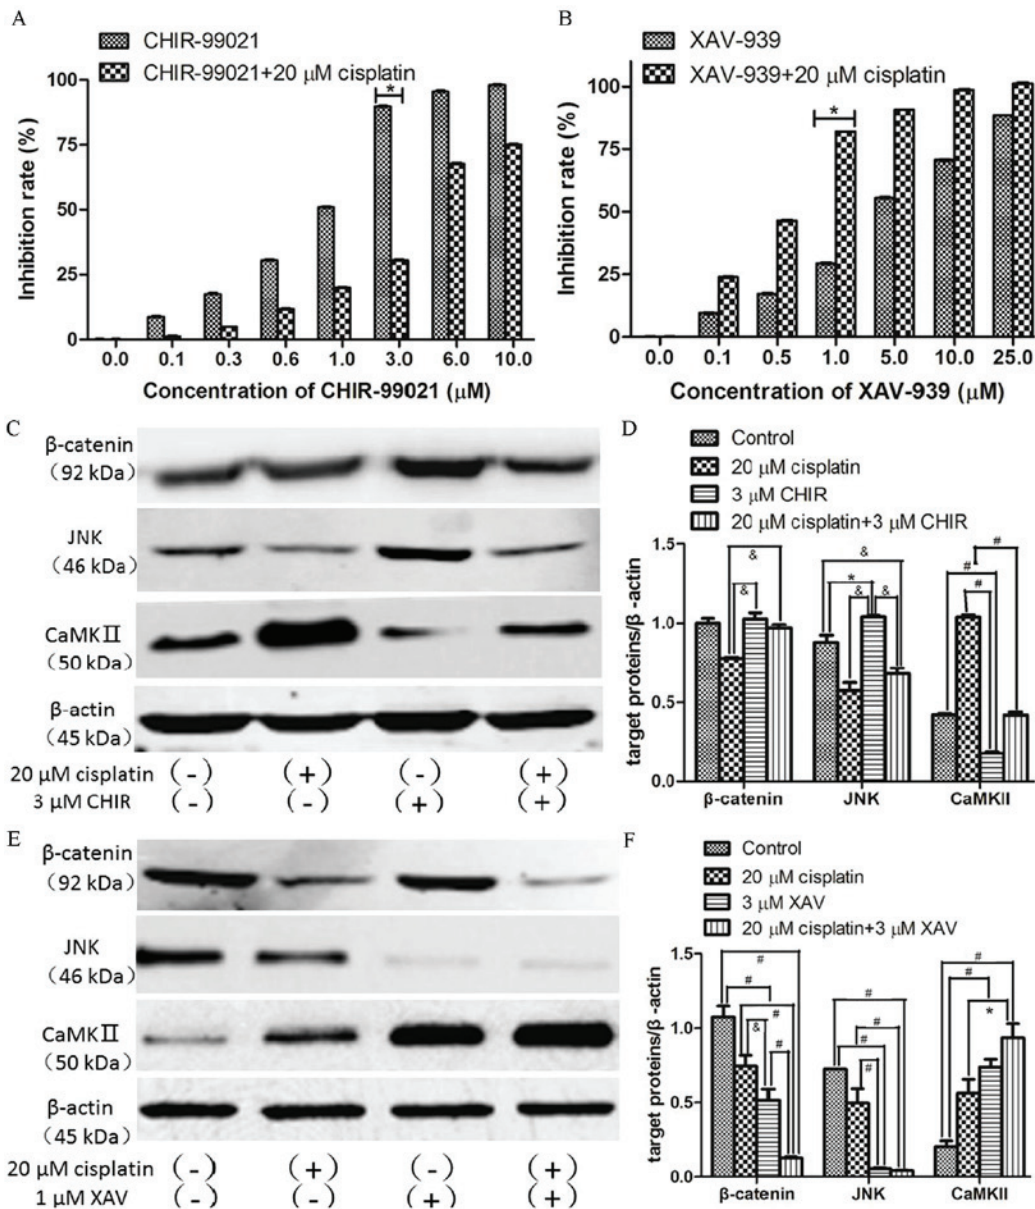 A
CHIR-99021
CHIR-99021+20 μM cisplatin
Inhibition rate (%)
100
75
50
25
0
*
0.0 0.1 0.3 0.6 1.0 3.0 6.0 10.0
Concentration of CHIR-99021 (μM)
B
XAV-939
XAV-939+20 μM cisplatin
Inhibition rate (%)
100
75
50
25
0
*
0.0 0.1 0.5 1.0 5.0 10.0 25.0
Concentration of XAV-939 (μM)
C
β-catenin
(92 kDa)
JNK
(46 kDa)
CaMKⅡ
(50 kDa)
β-actin
(45 kDa)
20 μM cisplatin (-) (+) (-) (+)
3 μM CHIR (-) (-) (+) (+)
D
Control
20 μM cisplatin
3 μM CHIR
20 μM cisplatin+3 μM CHIR
target proteins/β -actin
1.5
1.0
0.5
0.0
& & # 
& * & & # #
β-catenin JNK CaMKII
E
β-catenin
(92 kDa)
JNK
(46 kDa)
CaMKⅡ
(50 kDa)
β-actin
(45 kDa)
20 μM cisplatin (-) (+) (-) (+)
1 μM XAV (-) (-) (+) (+)
F
Control
20 μM cisplatin
3 μM XAV
20 μM cisplatin+3 μM XAV
target proteins/β -actin
1.5
1.0
0.5
0.0
# # # & #
# # # #
# # *
β-catenin JNK CaMKII